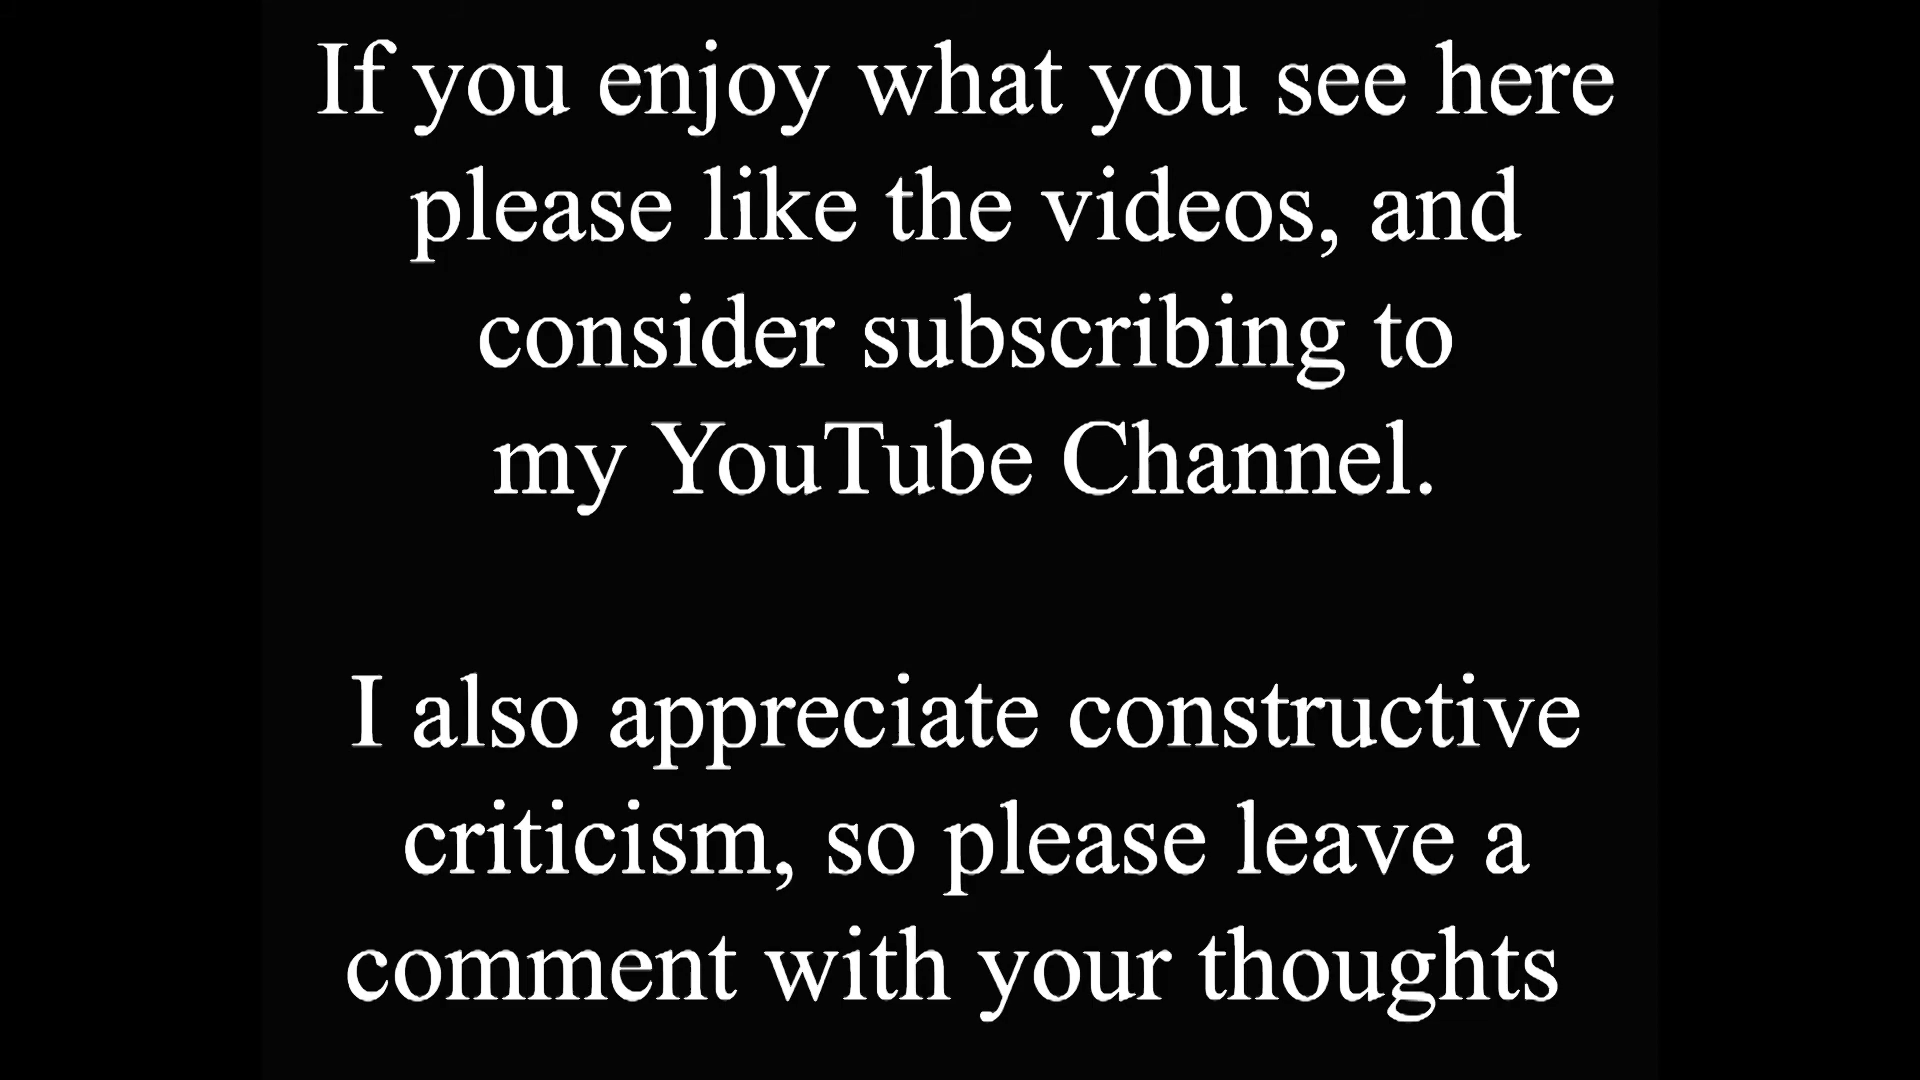 If you enjoy what you see here
please like the videos, and
consider subscribing to
my YouTube Channel.
I also appreciate constructive
criticism, so please leave a
comment with your thoughts